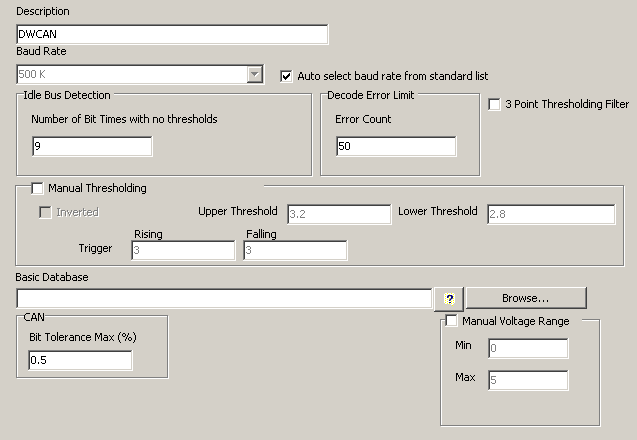 Description
DWCAN
Baud Rate
500 K
Auto select baud rate from standard list
Idle Bus Detection
Number of Bit Times with no thresholds
9
Decode Error Limit
Error Count
50
3 Point Thresholding Filter
Manual Thresholding
Inverted
Upper Threshold 3.2
Lower Threshold 2.8
Rising Falling
Trigger 3 3
Basic Database
? Browse...
CAN
Bit Tolerance Max (%)
0.5
Manual Voltage Range
Min 0
Max 5